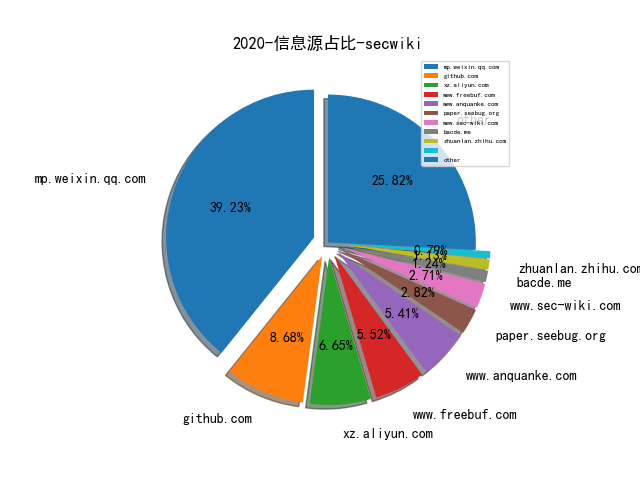 2020-信息源占比-secwiki
mp.weixin.qq.com
github.com
xz.aliyun.com
www.freebuf.com
www.anquanke.com
paper.seebug.org
www.sec-wiki.com
bacde.me
zhuanlan.zhihu.com
other
other
mp.weixin.qq.com
39.23%
25.82%
0.79%
1.13%
1.24%
2.71%
2.82%
5.41%
5.52%
6.65%
8.68%
zhuanlan.zhihu.com
bacde.me
www.sec-wiki.com
paper.seebug.org
www.anquanke.com
www.freebuf.com
xz.aliyun.com
github.com